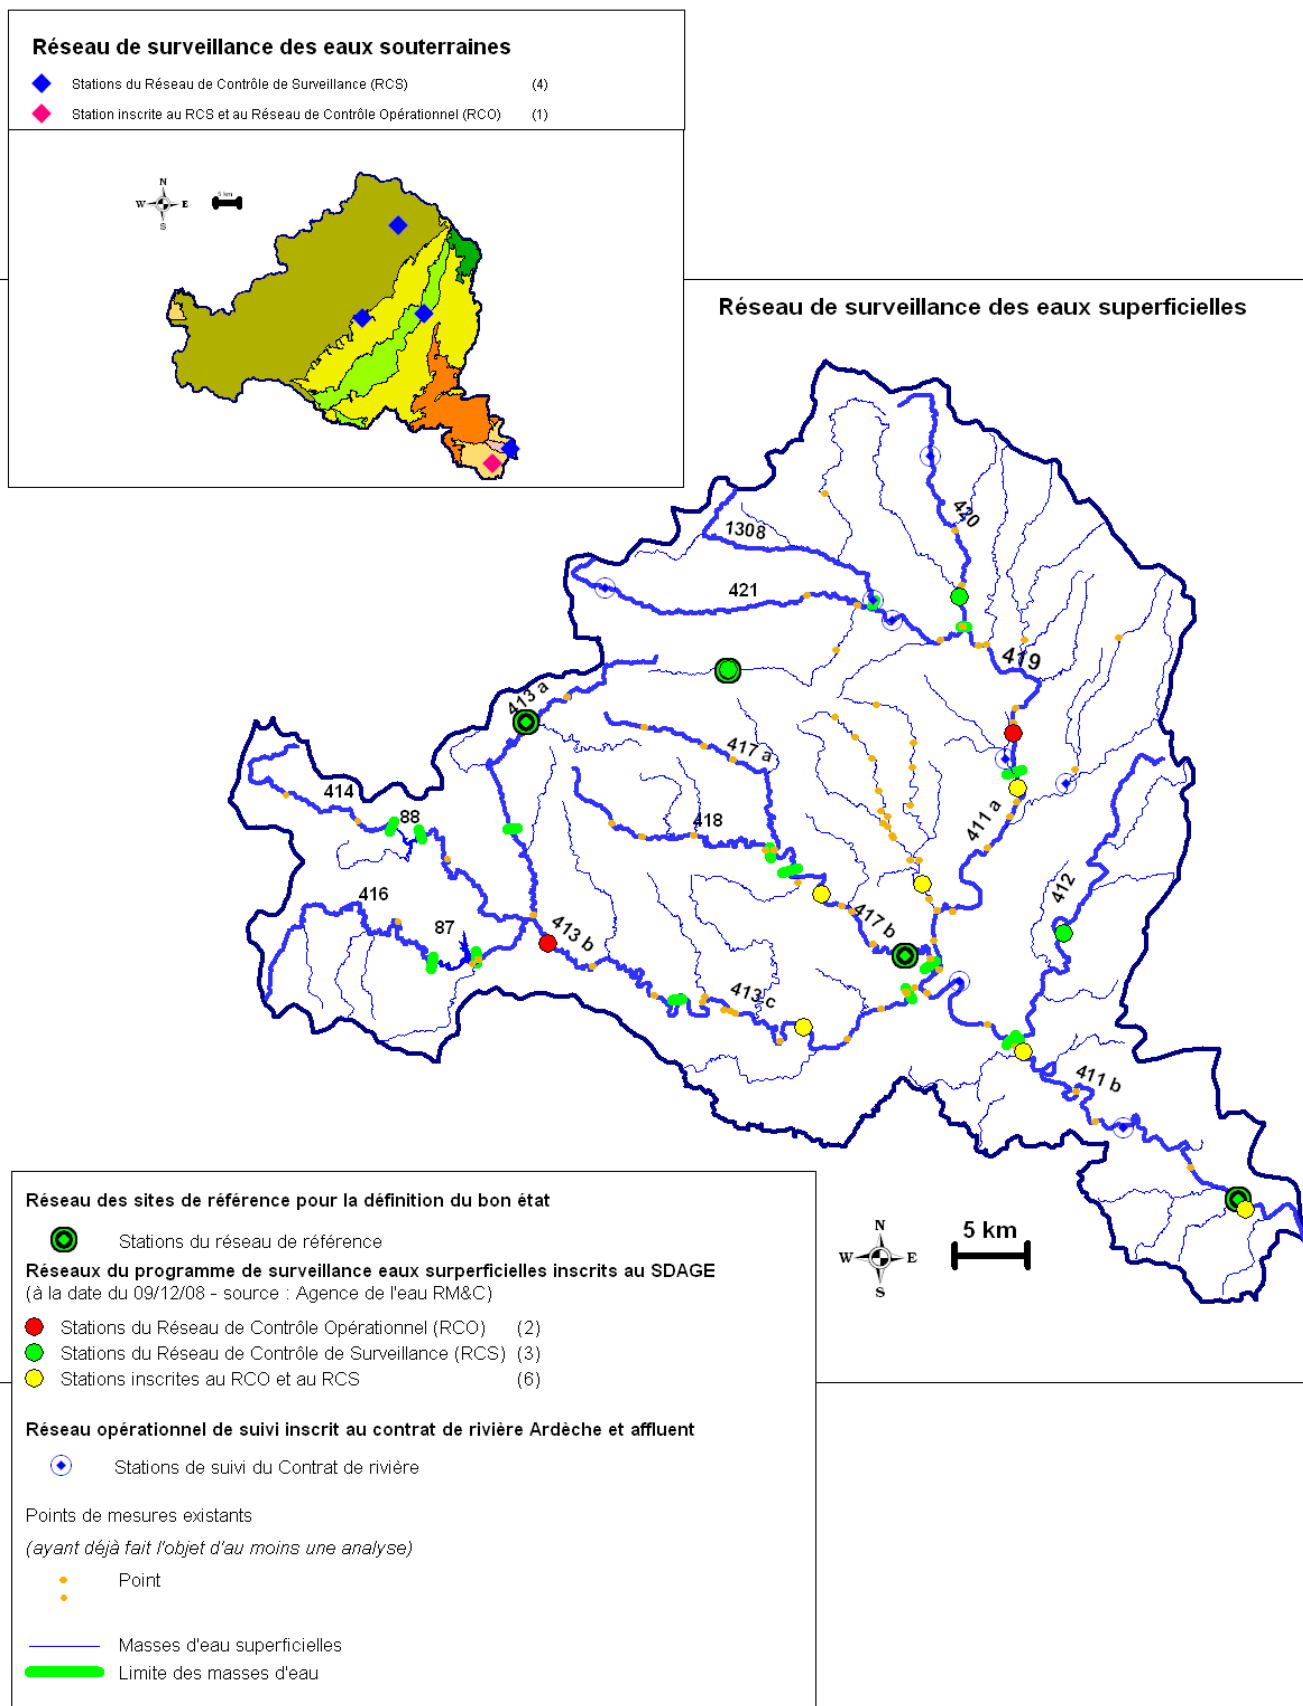 Réseau de surveillance des eaux souterraines
Stations du Réseau de Contrôle de Surveillance (RCS) (4)
Station inscrite au RCS et au Réseau de Contrôle Opérationnel (RCO) (1)
N
W E
S
5 km
Réseau de surveillance des eaux superficielles
420
1308
421
419
413 a
417 a
414
88
418
411 a
416
412
87
413 b
417 b
413 c
411 b
Réseau des sites de référence pour la définition du bon état
Stations du réseau de référence
Réseaux du programme de surveillance eaux surperficielles inscrits au SDAGE
(à la date du 09/12/08 - source : Agence de l'eau RM&C)
Stations du Réseau de Contrôle Opérationnel (RCO) (2)
Stations du Réseau de Contrôle de Surveillance (RCS) (3)
Stations inscrites au RCO et au RCS (6)
N
W E
S
5 km
Réseau opérationnel de suivi inscrit au contrat de rivière Ardèche et affluent
Stations de suivi du Contrat de rivière
Points de mesures existants
(ayant déjà fait l'objet d'au moins une analyse)
Point
Masses d'eau superficielles
Limite des masses d'eau